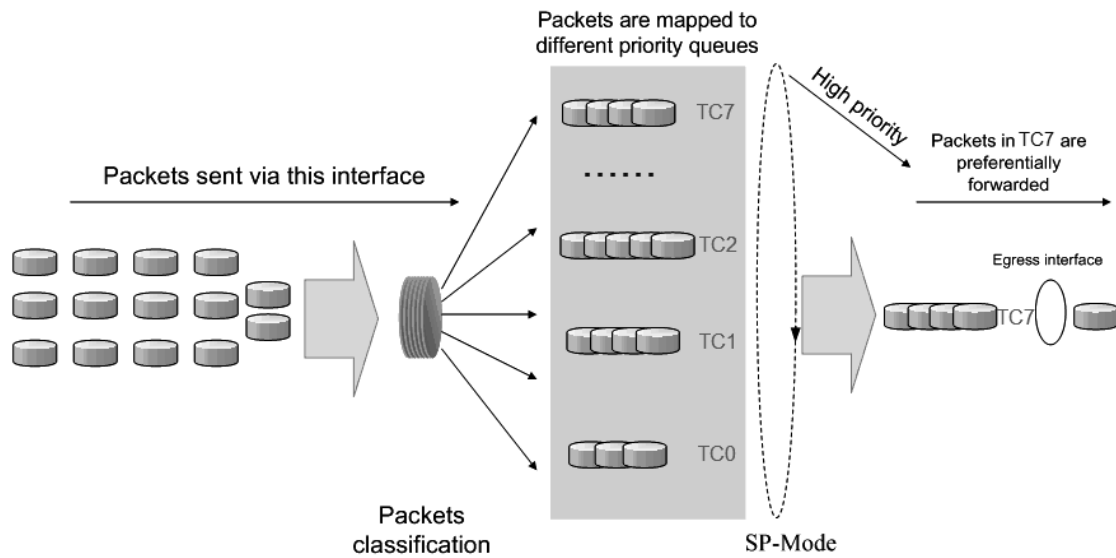 Packets are mapped to
different priority queues
Packets sent via this interface
TC7
......
TC2
TC1
TC0
High priority
Packets in TC7 are
preferentially
forwarded
Egress interface
TC7
Packets
classification
SP-Mode